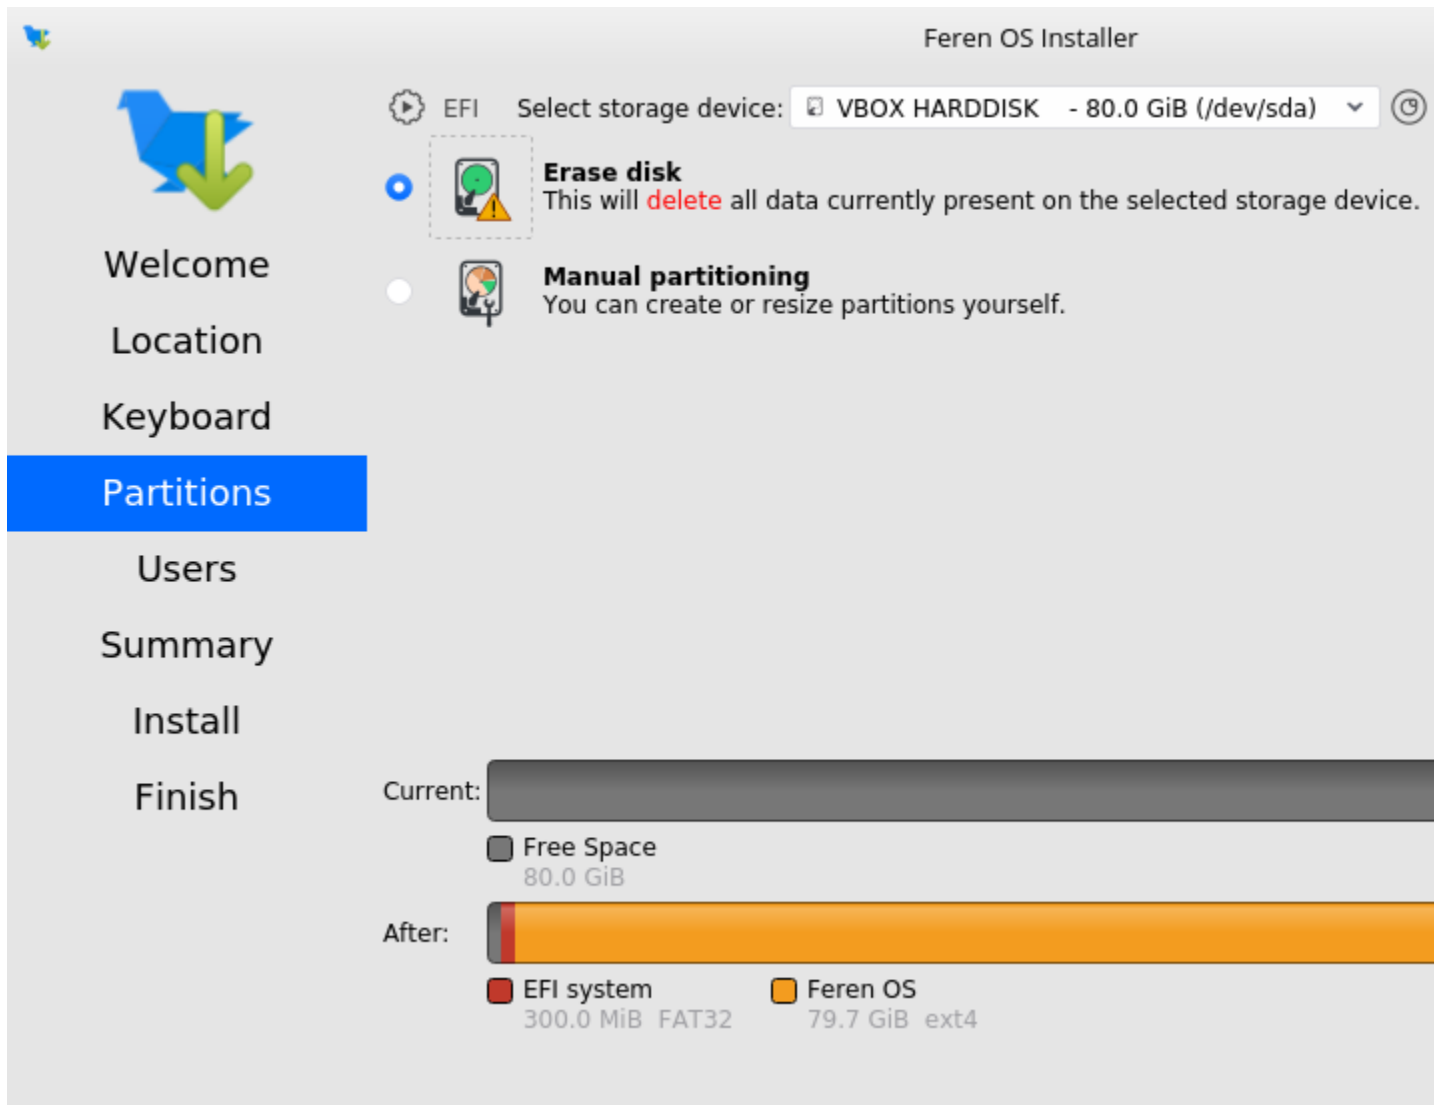 Feren OS Installer
EFI Select storage device: VBOX HARDDISK - 80.0 GiB (/dev/sda)
Erase disk
This will delete all data currently present on the selected storage device.
Manual partitioning
You can create or resize partitions yourself.
Welcome
Location
Keyboard
Partitions
Users
Summary
Install
Finish
Current:
Free Space
80.0 GiB
After:
EFI system Feren OS
300.0 MiB FAT32 79.7 GiB ext4